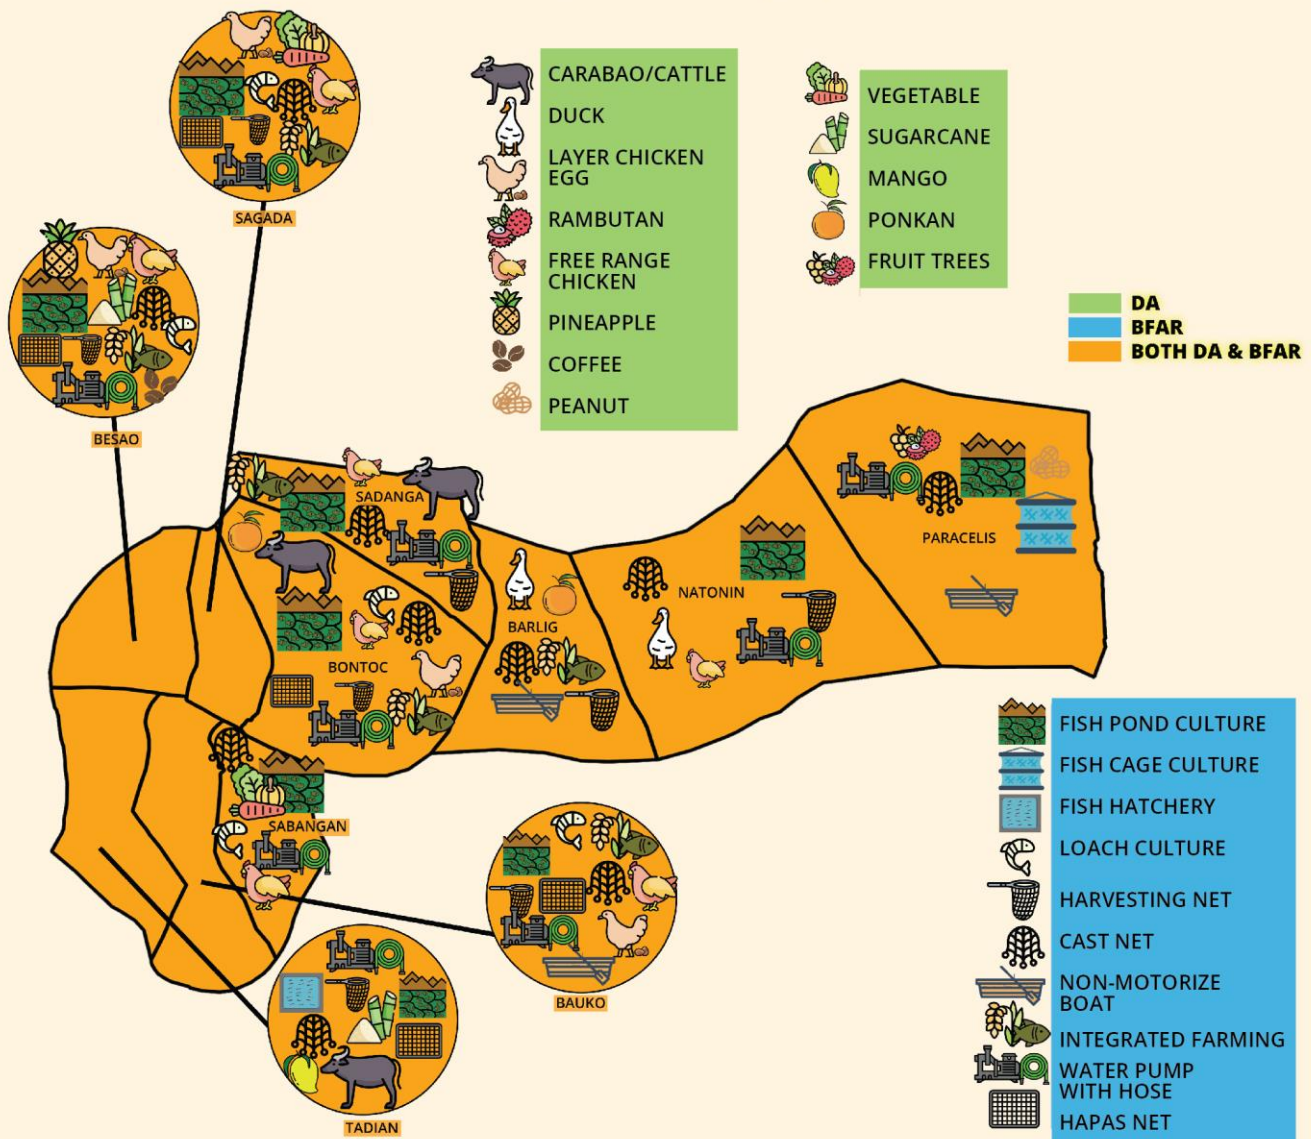 SAGADA
BESAO
CARABAO/CATTLE
DUCK
LAYER CHICKEN
EGG
RAMBUTAN
FREE RANGE
CHICKEN
PINEAPPLE
COFFEE
PEANUT
VEGETABLE
SUGARCANE
MANGO
PONKAN
FRUIT TREES
DA
BFAR
BOTH DA & BFAR
SADANGA
PARACELIS
NATONIN
BARLIG
BONTOC
SABANGAN
BAUKO
TADIAN
FISH POND CULTURE
FISH CAGE CULTURE
FISH HATCHERY
LOACH CULTURE
HARVESTING NET
CAST NET
NON-MOTORIZE
BOAT
INTEGRATED FARMING
WATER PUMP
WITH HOSE
HAPAS NET